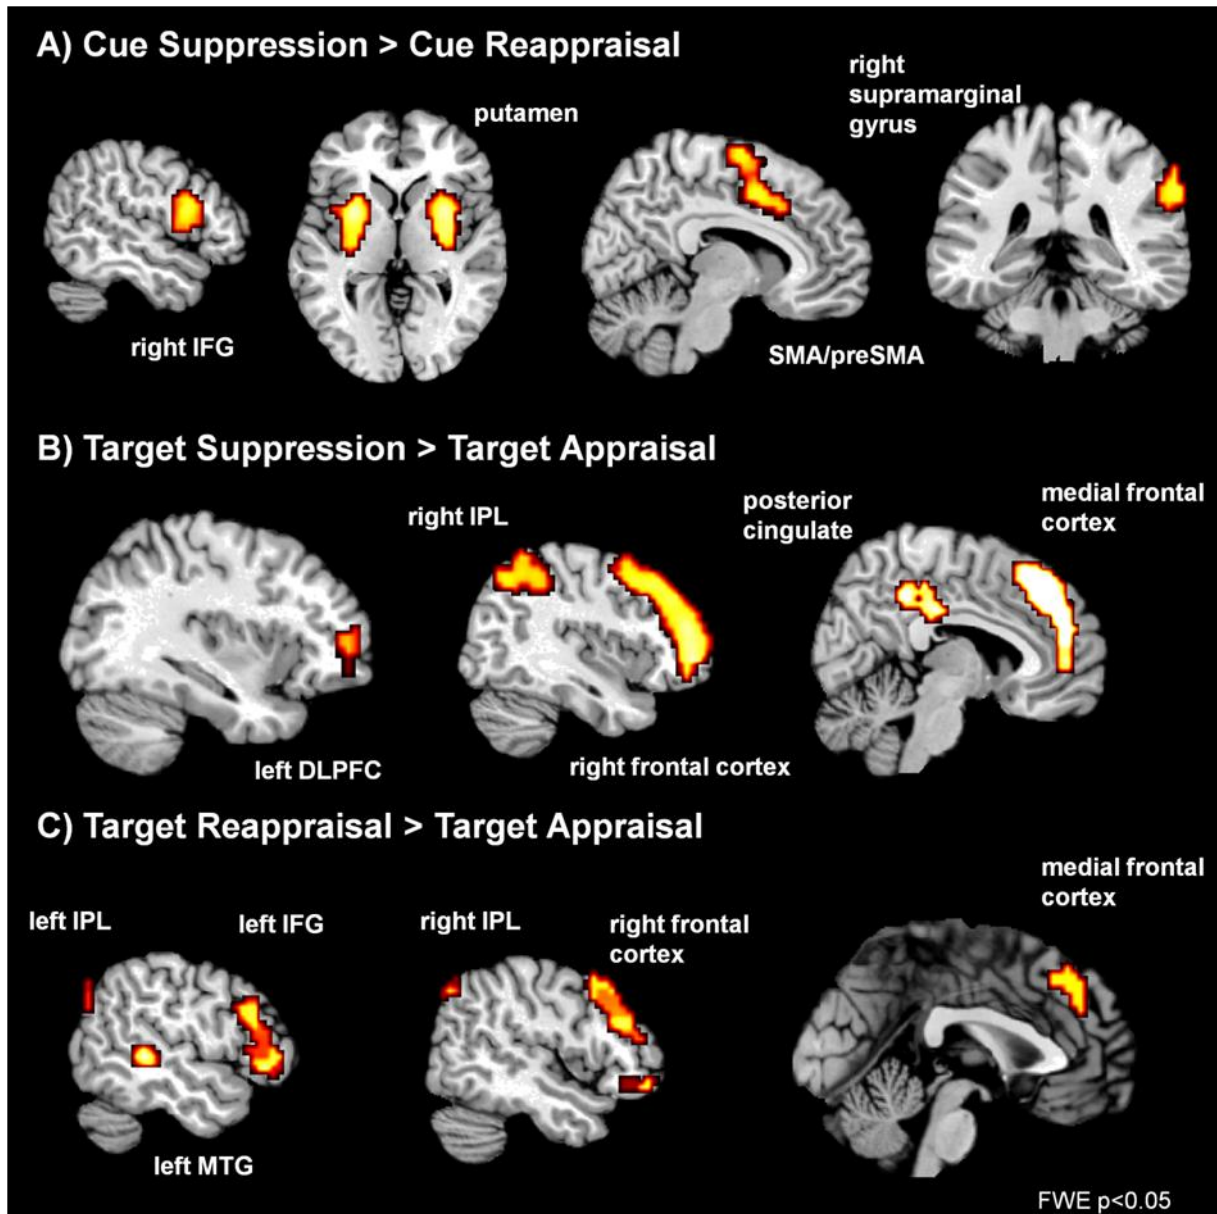 A) Cue Suppression > Cue Reappraisal
right
supramarginal
gyrus
putamen
right IFG
SMA/preSMA
B) Target Suppression > Target Appraisal
right IPL
posterior
cingulate
medial frontal
cortex
left DLPFC
right frontal cortex
C) Target Reappraisal > Target Appraisal
medial frontal
cortex
left IPL
left IFG
right IPL
right frontal
cortex
left MTG
FWE p<0.05